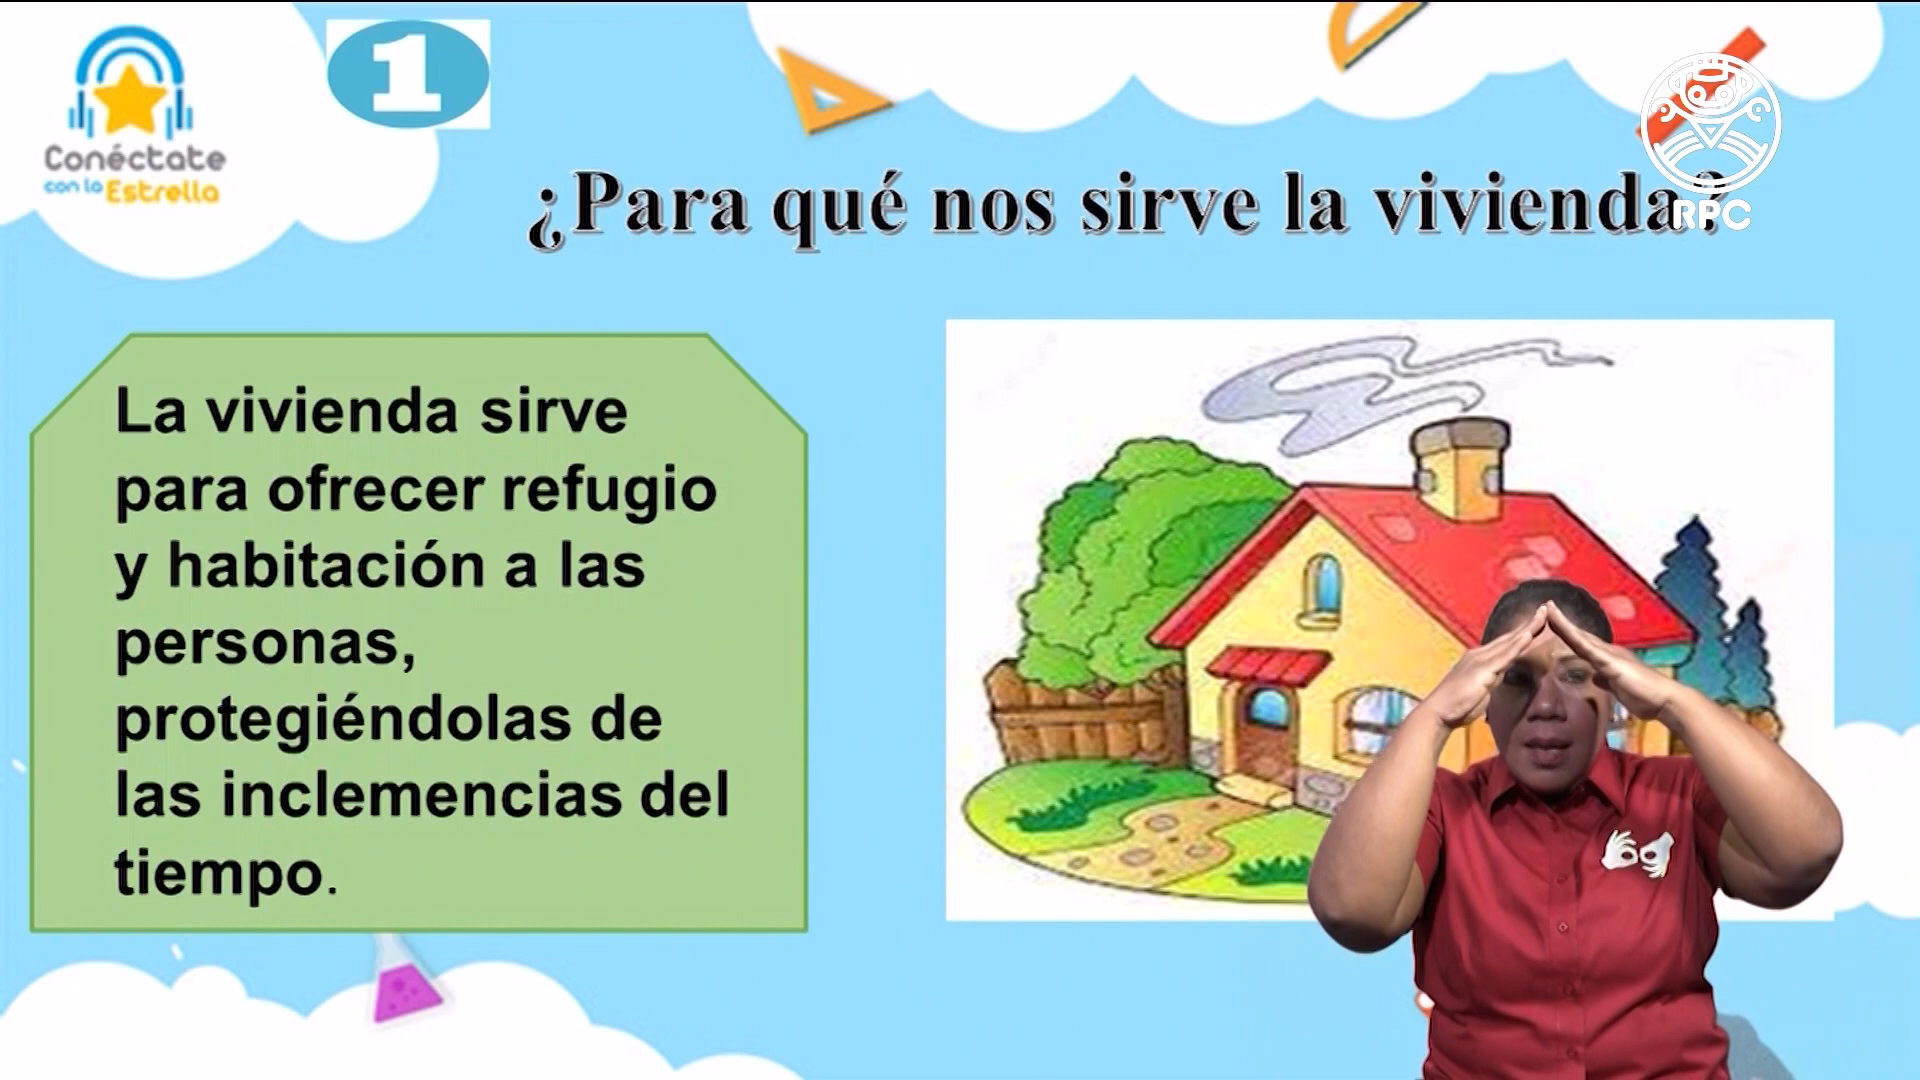 Conéctate
con la Estrella
1
¿Para qué nos sirve la vivienda?
RPC
La vivienda sirve
para ofrecer refugio
y habitación a las
personas,
protegiéndolas de
las inclemencias del
tiempo.